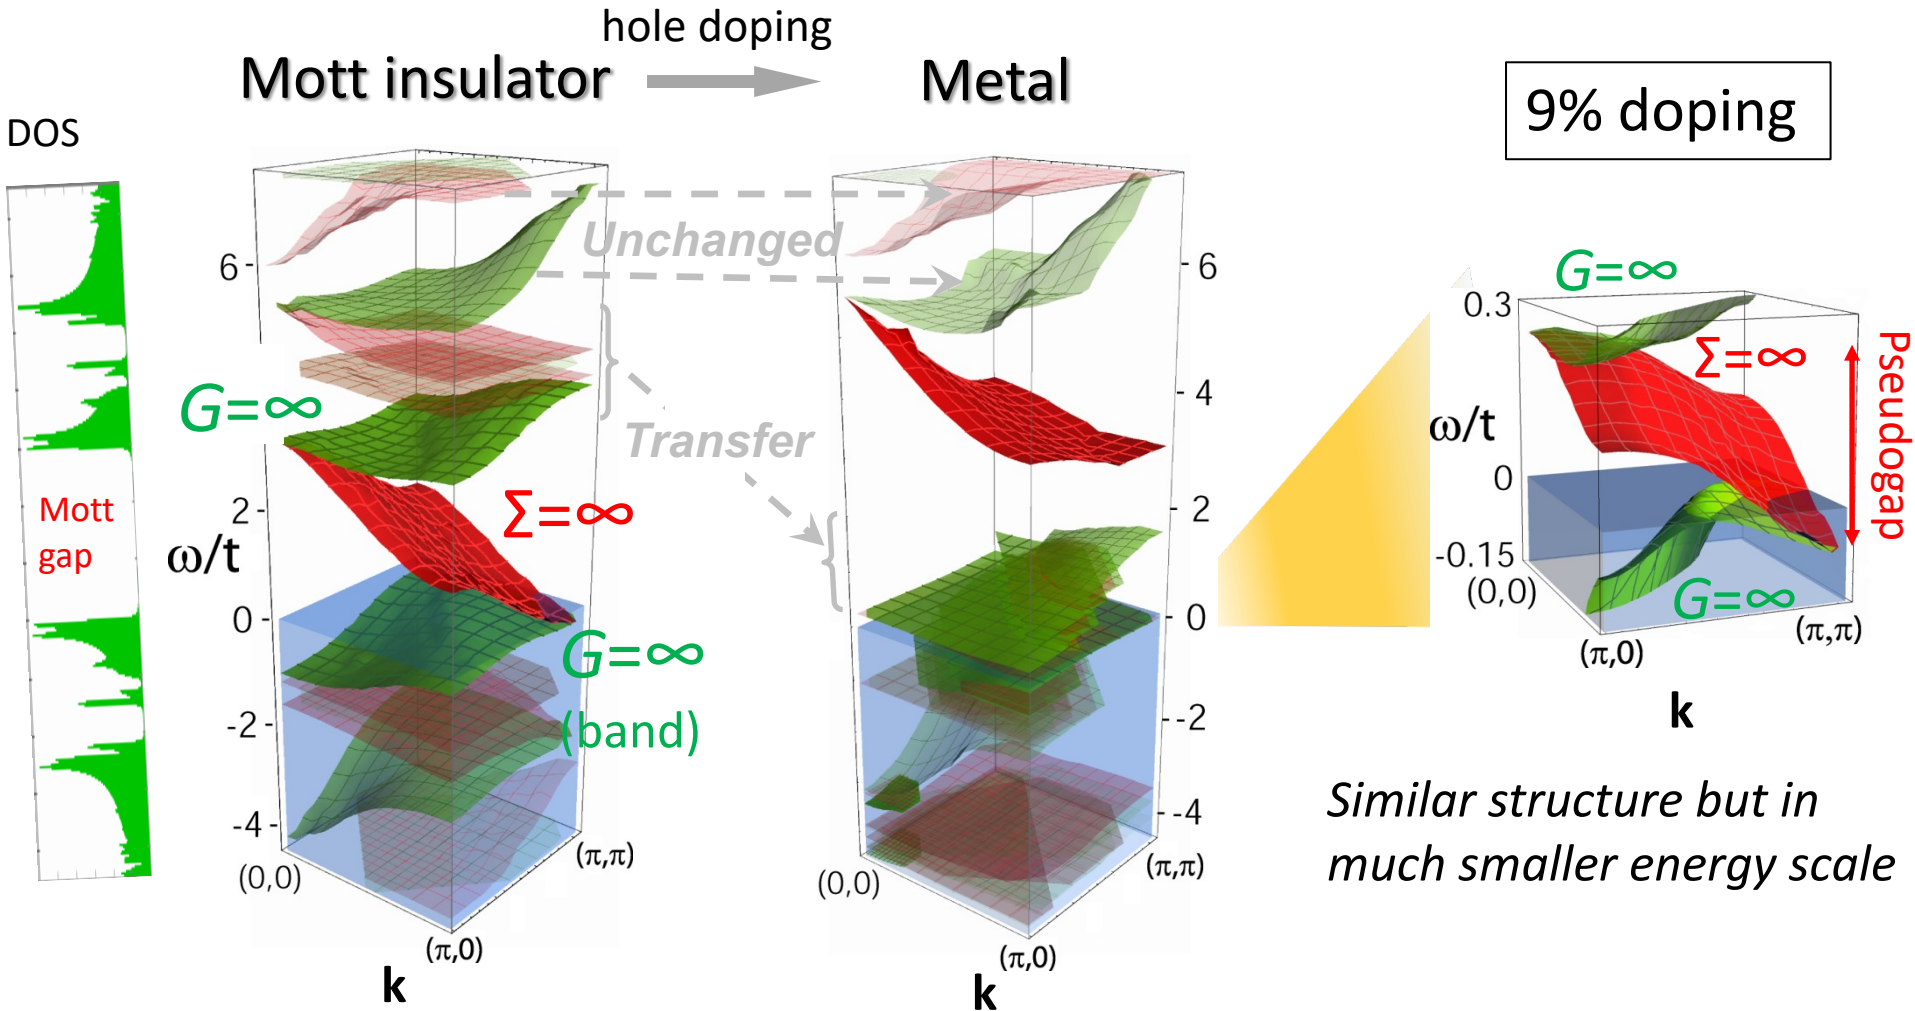 hole doping
Mott insulator
Metal
9% doping
DOS
Mott
gap
6
2
0
-2
-4
ω/t
G=∞
Σ=∞
G=∞
(band)
(0,0)
(π,0)
(π,π)
k
Unchanged
Transfer
6
4
2
0
-2
-4
(0,0)
(π,0)
(π,π)
k
G=∞
0.3
Σ=∞
ω/t
0
-0.15
G=∞
Pseudogap
(0,0)
(π,0)
(π,π)
k
Similar structure but in
much smaller energy scale